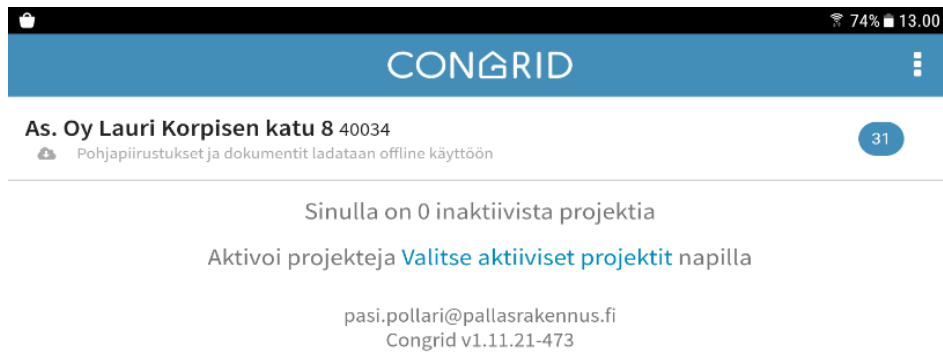 74% 13.00
CONGRID
As. Oy Lauri Korpisen katu 8 40034
31
Pohjapiirustukset ja dokumentit ladataan offline käyttöön
Sinulla on 0 inaktiivista projektia
Aktivoi projekteja Valitse aktiiviset projektit napilla
pasi.pollari@pallasrakennus.fi
Congrid v1.11.21-473